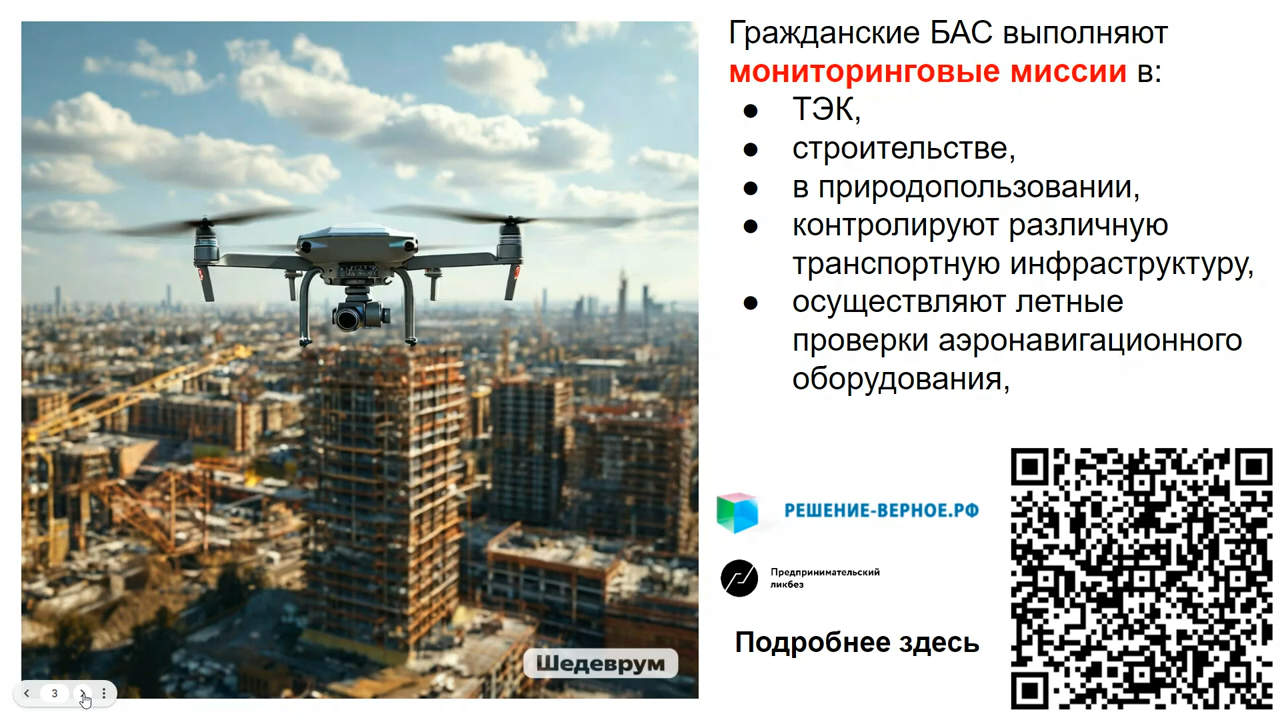 Гражданские БАС выполняют
мониторинговые миссии в:
● ТЭК,
● строительстве,
● в природопользовании,
● контролируют различную
транспортную инфраструктуру,
● осуществляют летные
проверки аэронавигационного
оборудования,
РЕШЕНИЕ-ВЕРНОЕ.РФ
Предпринимательский
ликбез
Подробнее здесь
Шедеврум
3